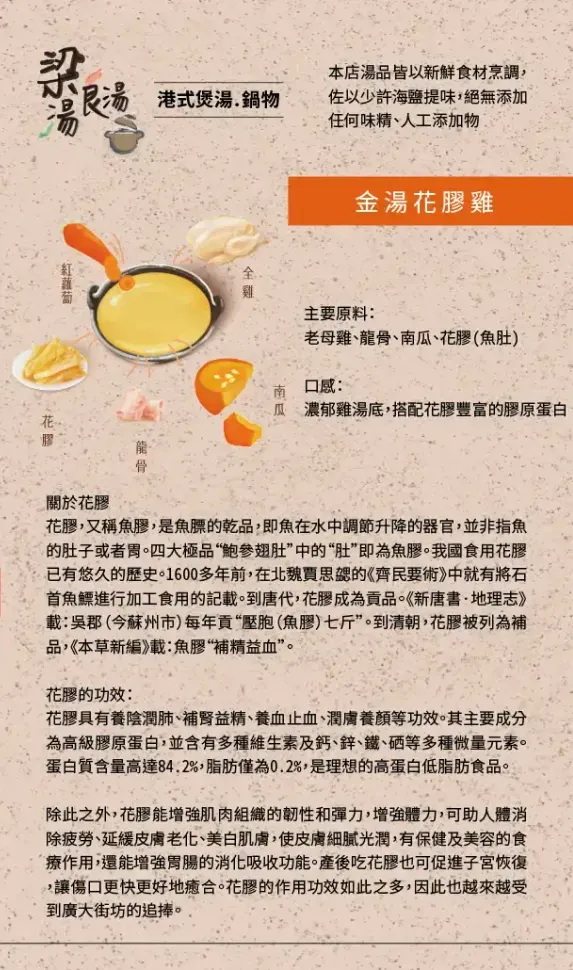 梁湯良湯
港式煲湯.鍋物
本店湯品皆以新鮮食材烹調,
佐以少許海鹽提味,絕無添加
任何味精、人工添加物
金湯花膠雞
紅蘿蔔
全雞
花膠
龍骨
南瓜
主要原料:
老母雞、龍骨、南瓜、花膠(魚肚)
口感:
濃郁雞湯底,搭配花膠豐富的膠原蛋白
關於花膠
花膠,又稱魚膠,是魚膘的乾品,即魚在水中調節升降的器官,並非指魚
的肚子或者胃。四大極品“鮑參翅肚”中的“肚”即為魚膠。我國食用花膠
已有悠久的歷史。1600多年前,在北魏賈思勰的《齊民要術》中就有將石
首魚鰾進行加工食用的記載。到唐代,花膠成為貢品。《新唐書·地理志》
載:吳郡(今蘇州市)每年貢“壓胞(魚膠)七斤”。到清朝,花膠被列為補
品,《本草新編》載:魚膠“補精益血”。
花膠的功效:
花膠具有養陰潤肺、補腎益精、養血止血、潤膚養顏等功效。其主要成分
為高級膠原蛋白,並含有多種維生素及鈣、鋅、鐵、硒等多種微量元素。
蛋白質含量高達84.2%,脂肪僅為0.2%,是理想的高蛋白低脂肪食品。
除此之外,花膠能增強肌肉組織的韌性和彈力,增強體力,可助人體消
除疲勞、延緩皮膚老化、美白肌膚,使皮膚細膩光潤,有保健及美容的食
療作用,還能增強胃腸的消化吸收功能。產後吃花膠也可促進子宮恢復
,讓傷口更快更好地癒合。花膠的作用功效如此之多,因此也越來越受
到廣大街坊的追捧。